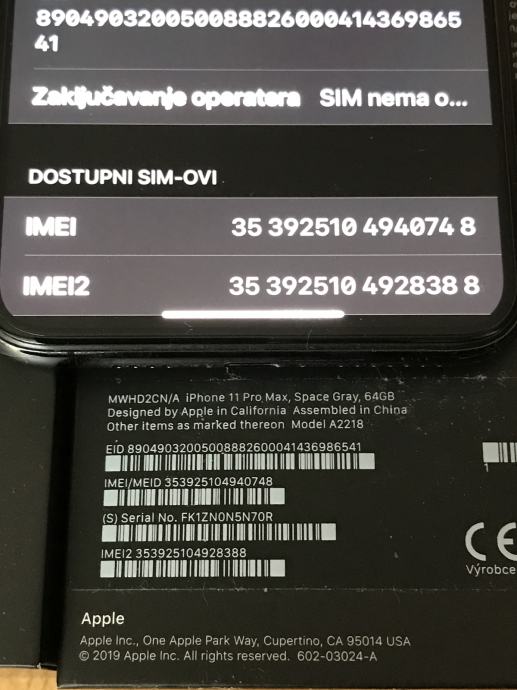 89049032005008882600041436986​5
41
Zaključavanje operatera SIM nema o...
DOSTUPNI SIM-OVI
IMEI 35 392510 494074 8
IMEI2 35 392510 492838 8
MWHD2CN/A iPhone 11 Pro Max, Space Gray, 64GB
Designed by Apple in California Assembled in China
Other items as marked thereon Model A2218
EID 89049032005008882600041436986541
IMEI/MEID 353925104940748
(S) Serial No. FK1ZN0N5N70R
IMEI2 353925104928388
CE
Výrobce
Apple
Apple Inc., One Apple Park Way, Cupertino, CA 95014 USA
© 2019 Apple Inc. All rights reserved. 602-03024-A